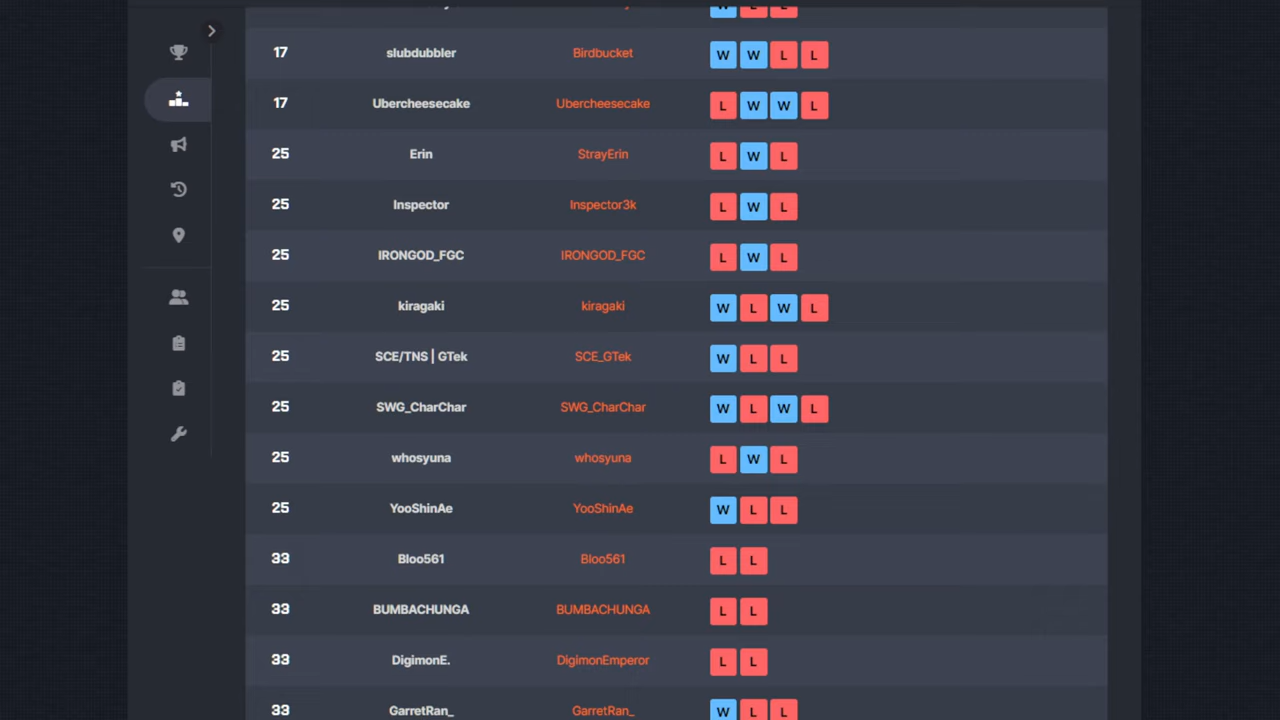 W L L
17 slubdubbler Birdbucket W W L L
17 Ubercheesecake Ubercheesecake L W W L
25 Erin StrayErin L W L
25 Inspector Inspector3k L W L
25 IRONGOD_FGC IRONGOD_FGC L W L
25 kiragaki kiragaki W L W L
25 SCE/TNS | GTek SCE_GTek W L L
25 SWG_CharChar SWG_CharChar W L W L
25 whosyuna whosyuna L W L
25 YooShinAe YooShinAe W L L
33 Bloo561 Bloo561 L L
33 BUMBACHUNGA BUMBACHUNGA L L
33 DigimonE. DigimonEmperor L L
33 GarretRan_ GarretRan_ W L L